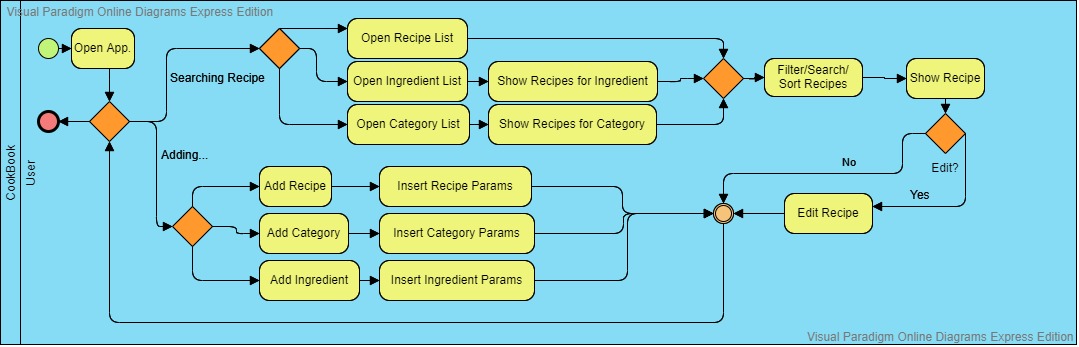 Visual Paradigm Online Diagrams Express Edition
CookBook
User
Open App.
Searching Recipe
Open Recipe List
Open Ingredient List
Show Recipes for Ingredient
Open Category List
Show Recipes for Category
Filter/Search/
Sort Recipes
Show Recipe
Edit?
No
Yes
Edit Recipe
Adding...
Add Recipe
Insert Recipe Params
Add Category
Insert Category Params
Add Ingredient
Insert Ingredient Params
Visual Paradigm Online Diagrams Express Edition